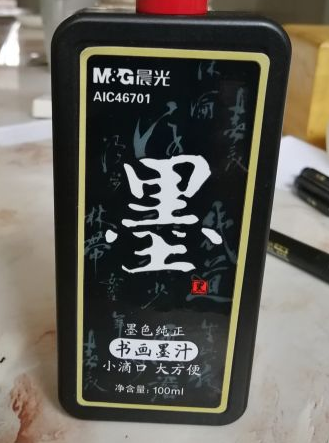 M&G晨光
AIC46701
墨
墨色纯正
书画墨汁
小滴口 大方便
净含量：100ml